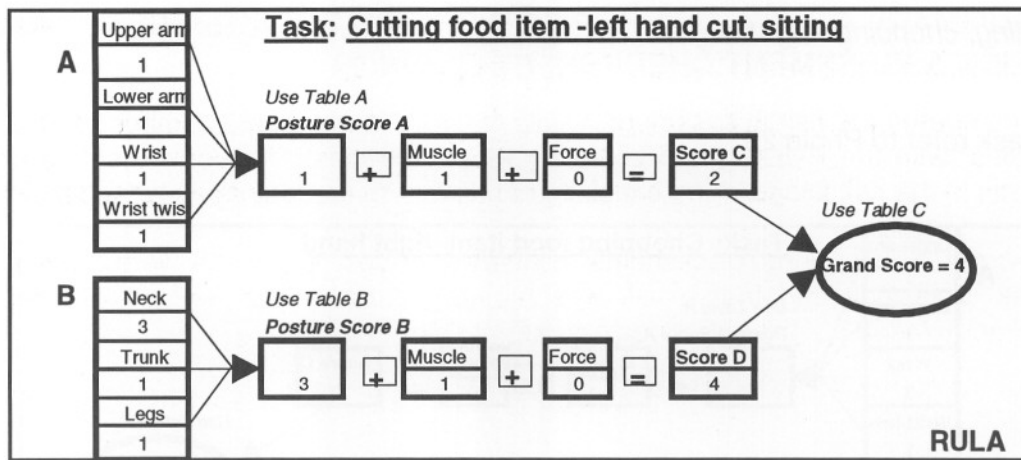 Task: Cutting food item -left hand cut, sitting
A
Upper arm
1
Lower arm
1
Wrist
1
Wrist twis
1
Use Table A
Posture Score A
1
+
Muscle
1
+
Force
0
=
Score C
2
Use Table C
Grand Score = 4
B
Neck
3
Trunk
1
Legs
1
Use Table B
Posture Score B
3
+
Muscle
1
+
Force
0
=
Score D
4
RULA